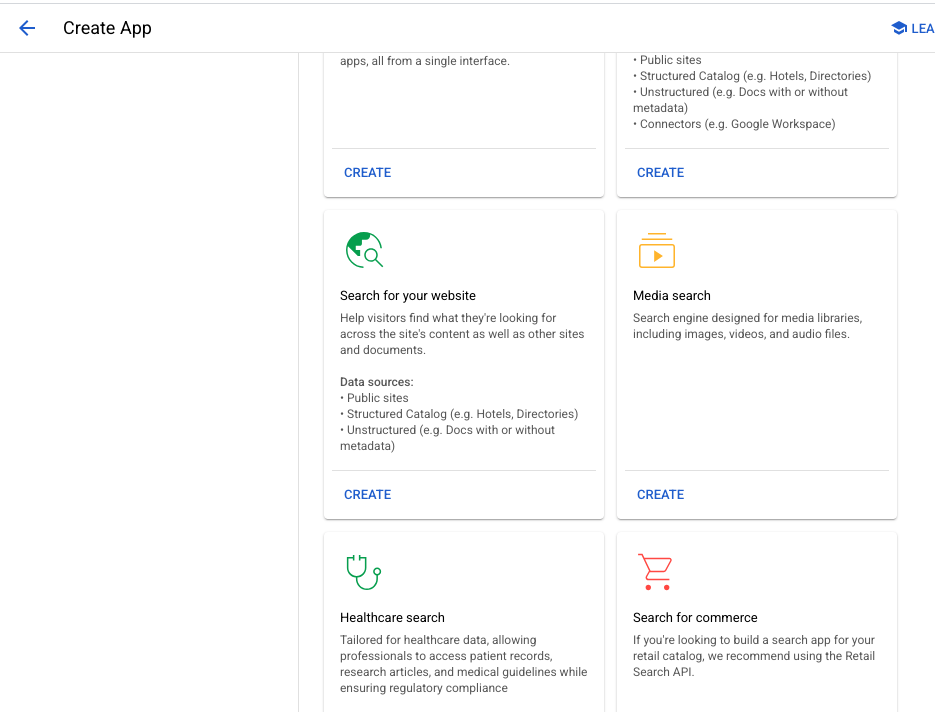 Create App
LEA
apps, all from a single interface.
CREATE
• Public sites
• Structured Catalog (e.g. Hotels, Directories)
• Unstructured (e.g. Docs with or without
metadata)
• Connectors (e.g. Google Workspace)
CREATE
Search for your website
Help visitors find what they're looking for
across the site's content as well as other sites
and documents.
Data sources:
• Public sites
• Structured Catalog (e.g. Hotels, Directories)
• Unstructured (e.g. Docs with or without
metadata)
CREATE
Media search
Search engine designed for media libraries,
including images, videos, and audio files.
CREATE
Healthcare search
Tailored for healthcare data, allowing
professionals to access patient records,
research articles, and medical guidelines while
ensuring regulatory compliance
Search for commerce
If you're looking to build a search app for your
retail catalog, we recommend using the Retail
Search API.